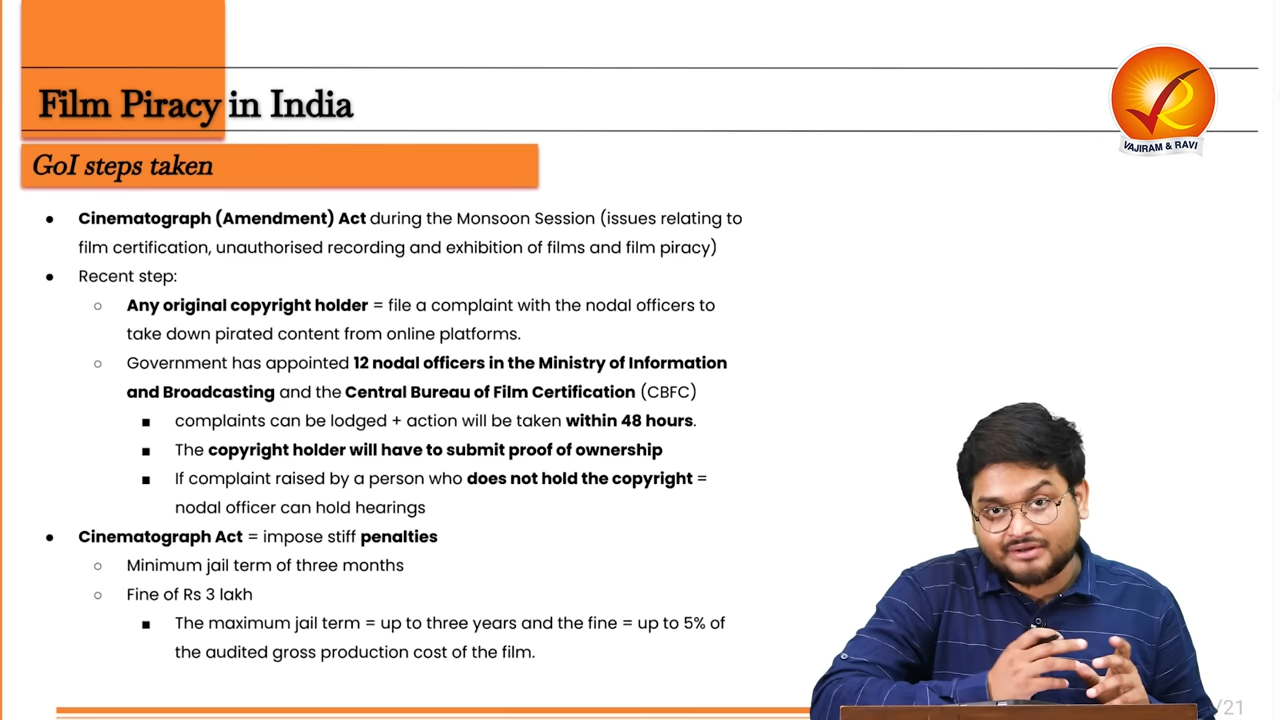 Film Piracy in India
VAJIRAM & RAVI
GoI steps taken
● Cinematograph (Amendment) Act during the Monsoon Session (issues relating to
film certification, unauthorised recording and exhibition of films and film piracy)
● Recent step:
○ Any original copyright holder = file a complaint with the nodal officers to
take down pirated content from online platforms.
○ Government has appointed 12 nodal officers in the Ministry of Information
and Broadcasting and the Central Bureau of Film Certification (CBFC)
■ complaints can be lodged + action will be taken within 48 hours.
■ The copyright holder will have to submit proof of ownership
■ If complaint raised by a person who does not hold the copyright =
nodal officer can hold hearings
● Cinematograph Act = impose stiff penalties
○ Minimum jail term of three months
○ Fine of Rs 3 lakh
■ The maximum jail term = up to three years and the fine = up to 5% of
the audited gross production cost of the film.
/21